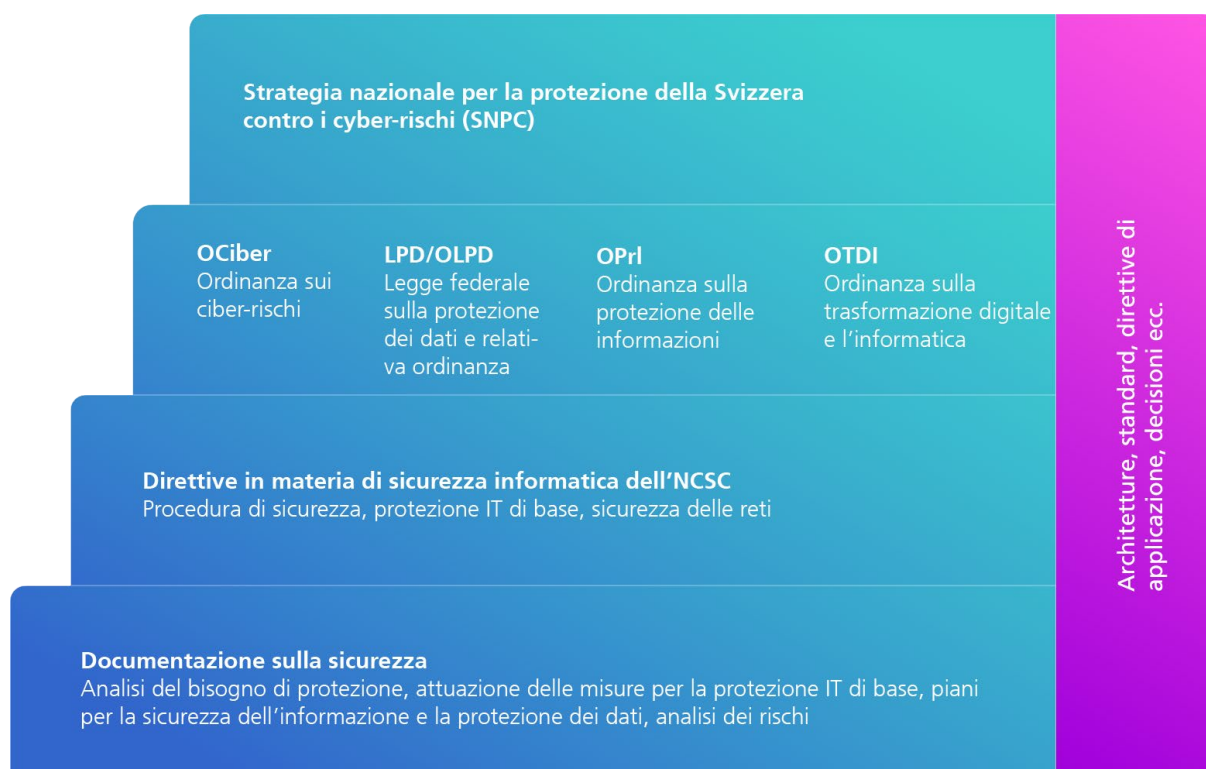 Strategia nazionale per la protezione della Svizzera
contro i cyber-rischi (SNPC)
OCiber
Ordinanza sui
ciber-rischi
LPD/OLPD
Legge federale
sulla protezione
dei dati e relati-
va ordinanza
OPrl
Ordinanza sulla
protezione delle
informazioni
OTDI
Ordinanza sulla
trasformazione digitale
e l’informatica
Direttive in materia di sicurezza informatica dell’NCSC
Procedura di sicurezza, protezione IT di base, sicurezza delle reti
Documentazione sulla sicurezza
Analisi del bisogno di protezione, attuazione delle misure per la protezione IT di base, piani
per la sicurezza dell’informazione e la protezione dei dati, analisi dei rischi
Architetture, standard, direttive di
applicazione, decisioni ecc.